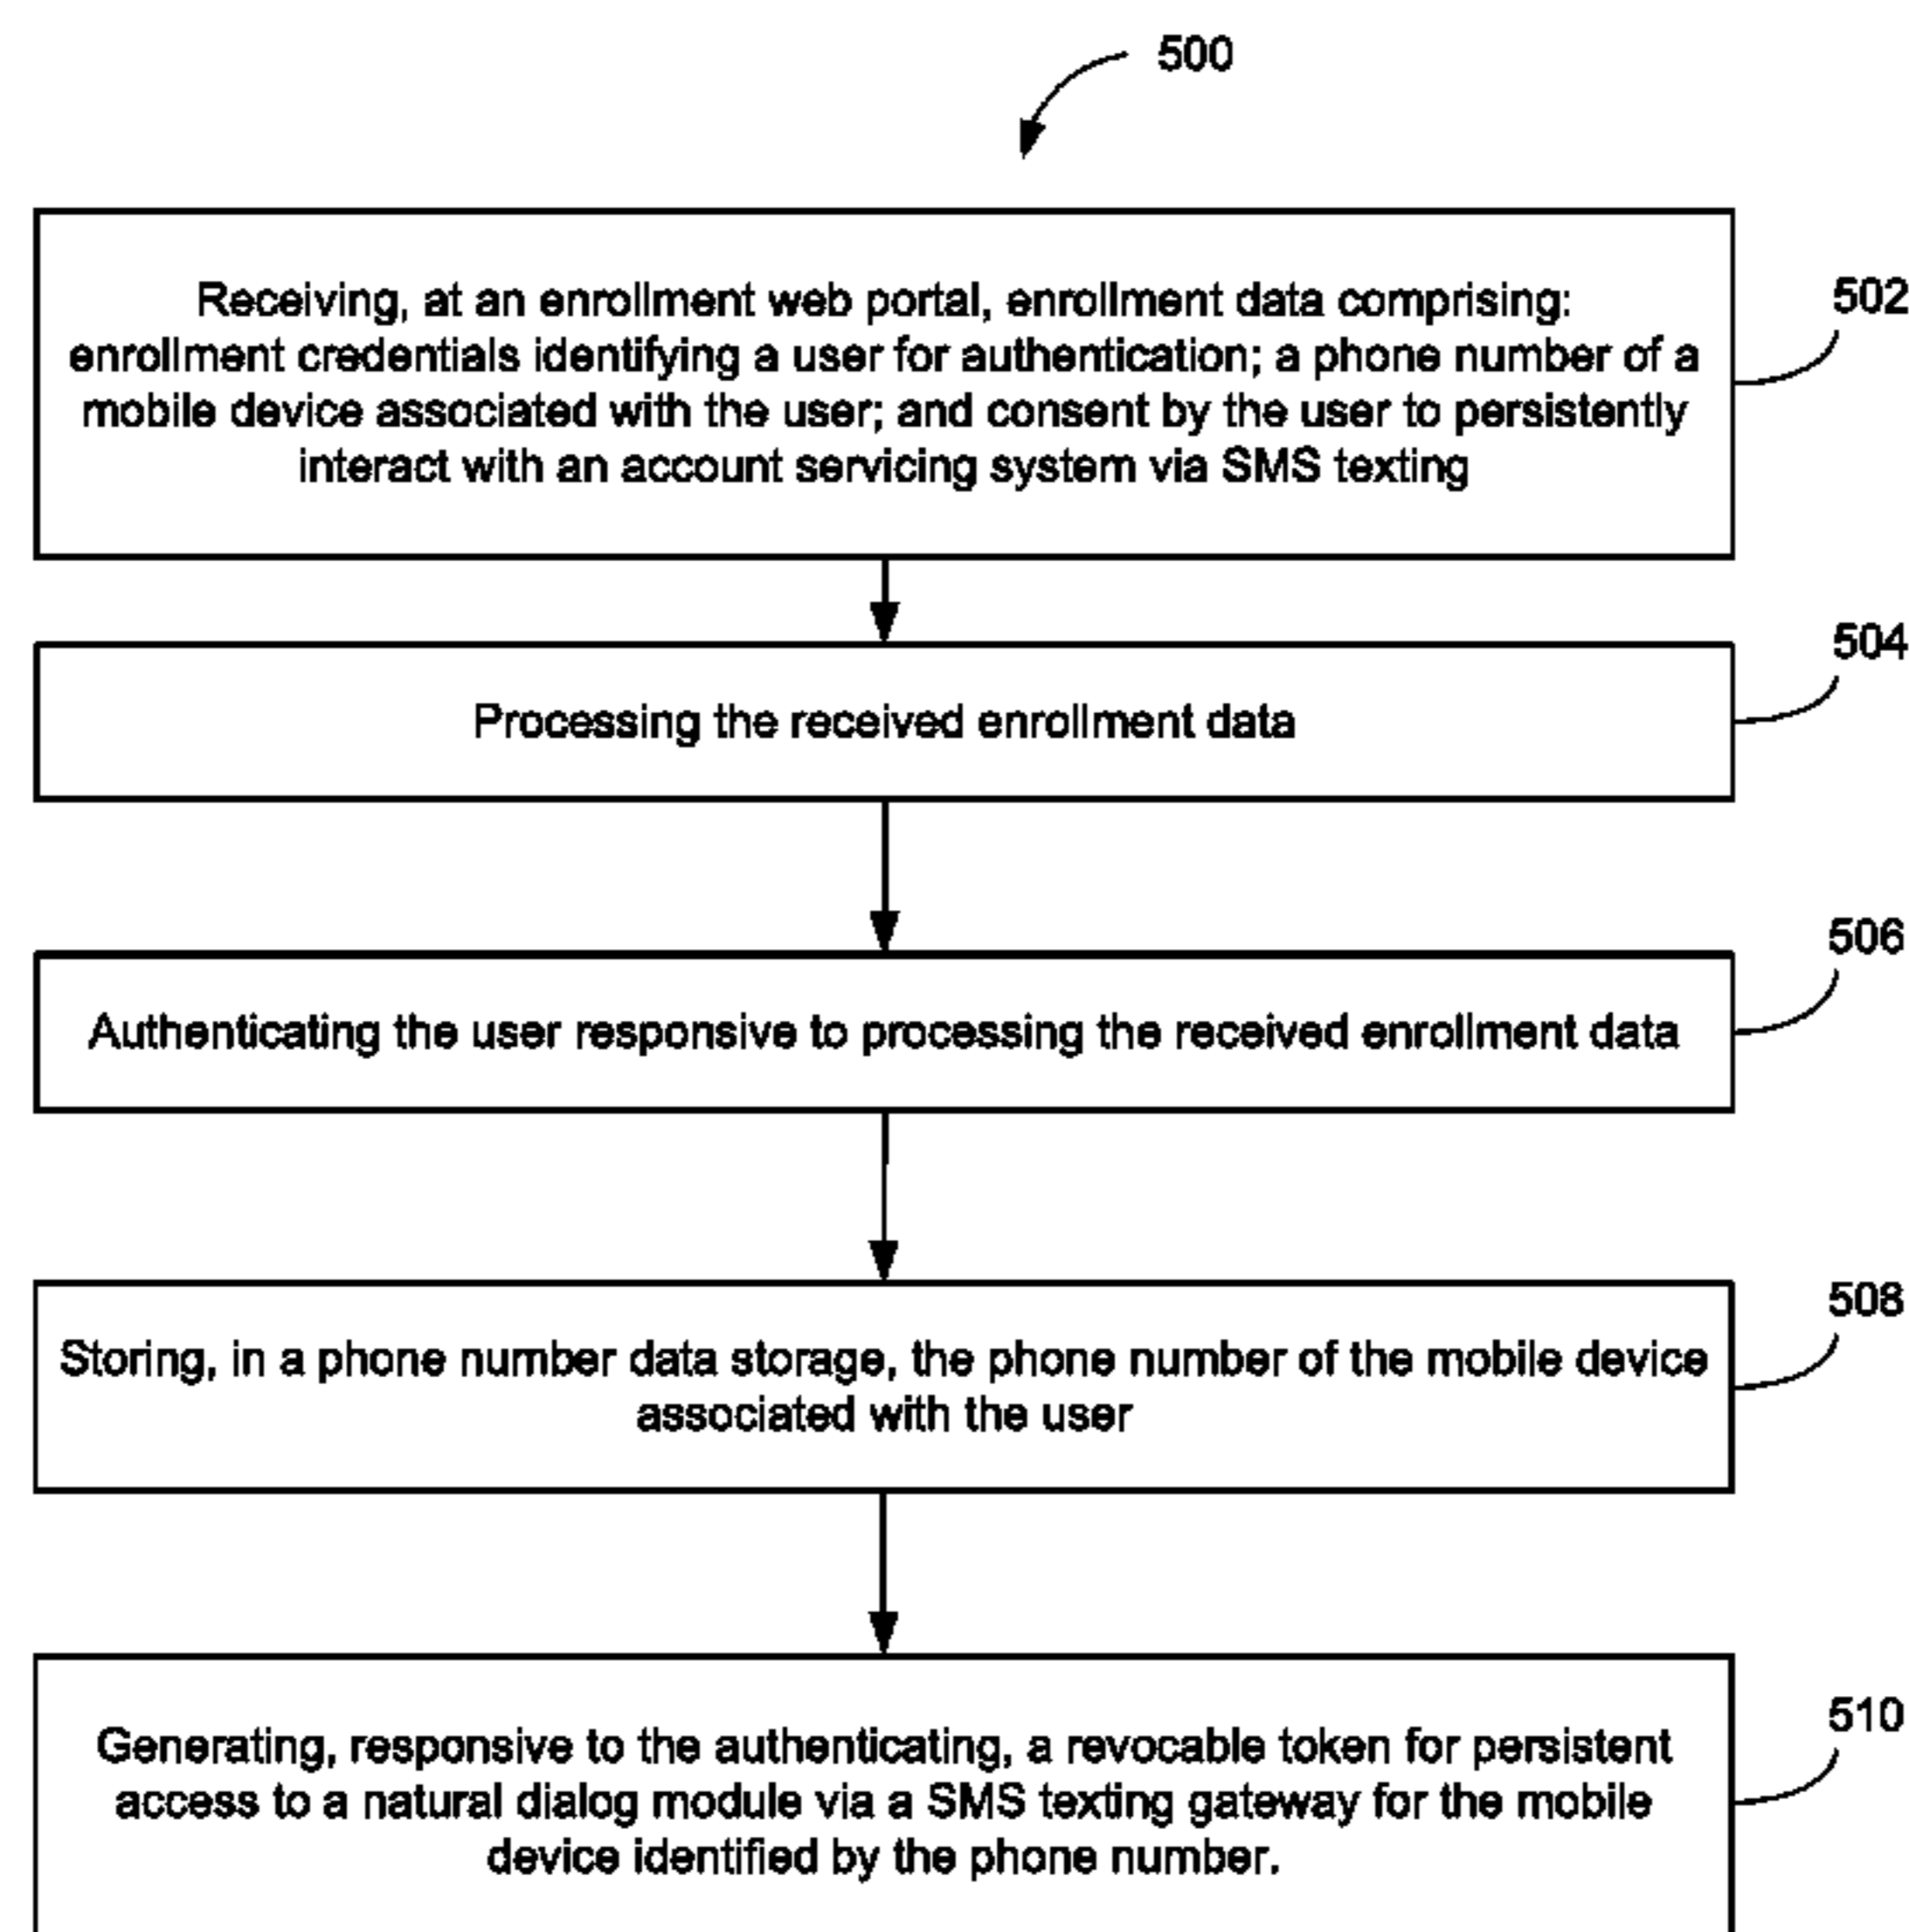 500
Receiving, at an enrollment web portal, enrollment data comprising:
enrollment credentials identifying a user for authentication; a phone number of a
mobile device associated with the user; and consent by the user to persistently
interact with an account servicing system via SMS texting
502
Processing the received enrollment data
504
Authenticating the user responsive to processing the received enrollment data
506
Storing, in a phone number data storage, the phone number of the mobile device
associated with the user
508
Generating, responsive to the authenticating, a revocable token for persistent
access to a natural dialog module via a SMS texting gateway for the mobile
device identified by the phone number.
510